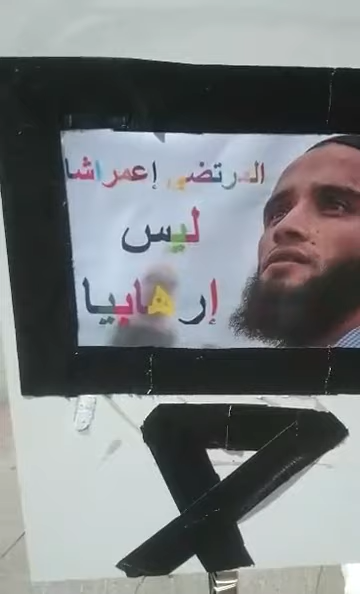 المرتضى إعمراشا
ليس
إرهابيا